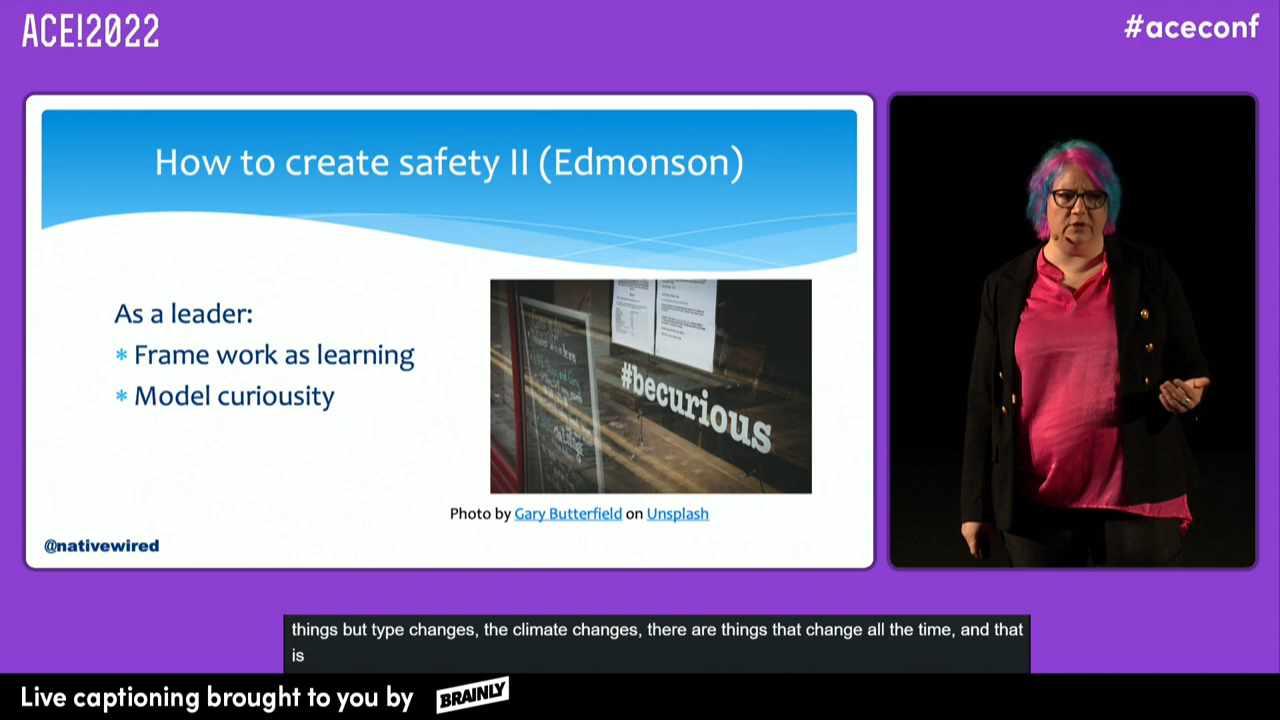 ACE!2022
#aceconf
How to create safety II (Edmonson)
As a leader:
* Frame work as learning
* Model curiousity
#becurious
Photo by Gary Butterfield on Unsplash
@nativewired
things but type changes, the climate changes, there are things that change all the time, and that
is
Live captioning brought to you by BRAINLY